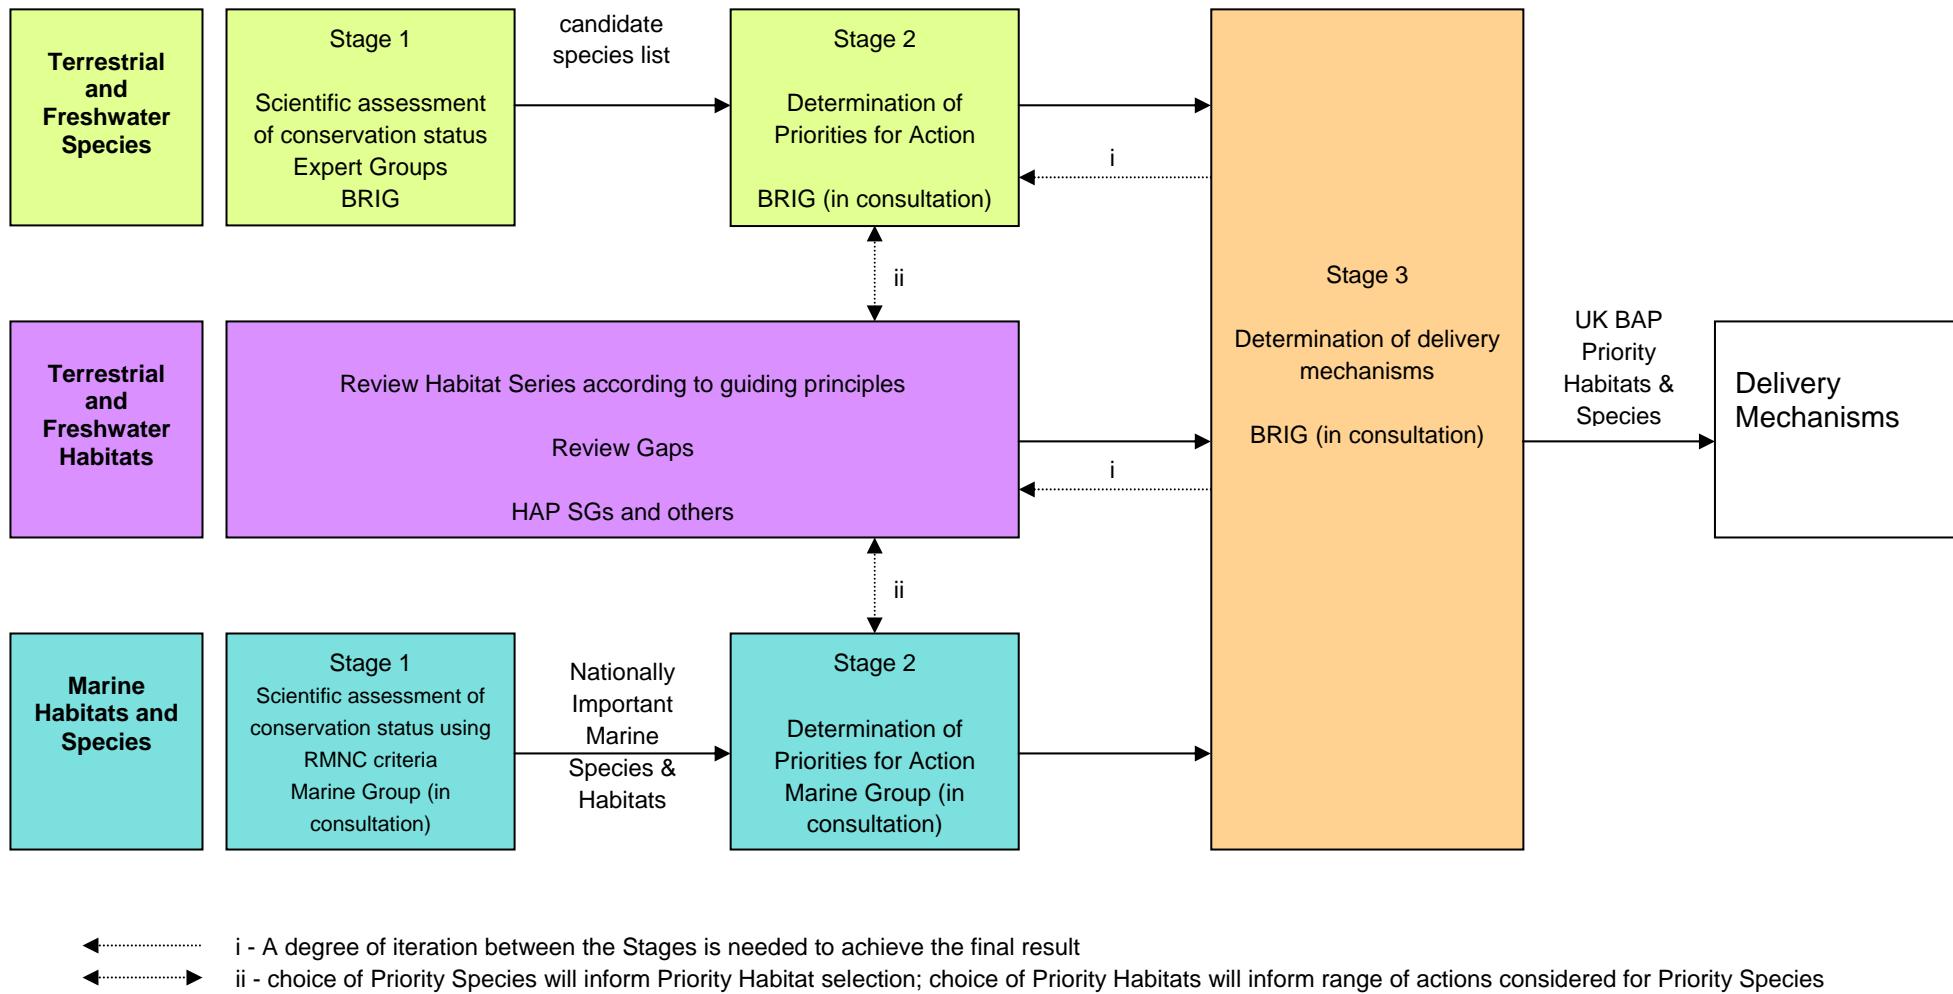 Terrestrial
and
Freshwater
Species
Stage 1
Scientific assessment
of conservation status
Expert Groups
BRIG
candidate
species list
Stage 2
Determination of
Priorities for Action
BRIG (in consultation)
i
ii
Terrestrial
and
Freshwater
Habitats
Review Habitat Series according to guiding principles
Review Gaps
HAP SGs and others
i
ii
Marine
Habitats and
Species
Stage 1
Scientific assessment of
conservation status using
RMNC criteria
Marine Group (in
consultation)
Nationally
Important
Marine
Species &
Habitats
Stage 2
Determination of
Priorities for Action
Marine Group (in
consultation)
Stage 3
Determination of delivery
mechanisms
BRIG (in consultation)
UK BAP
Priority
Habitats &
Species
Delivery
Mechanisms
i - A degree of iteration between the Stages is needed to achieve the final result
ii - choice of Priority Species will inform Priority Habitat selection; choice of Priority Habitats will inform range of actions considered for Priority Species